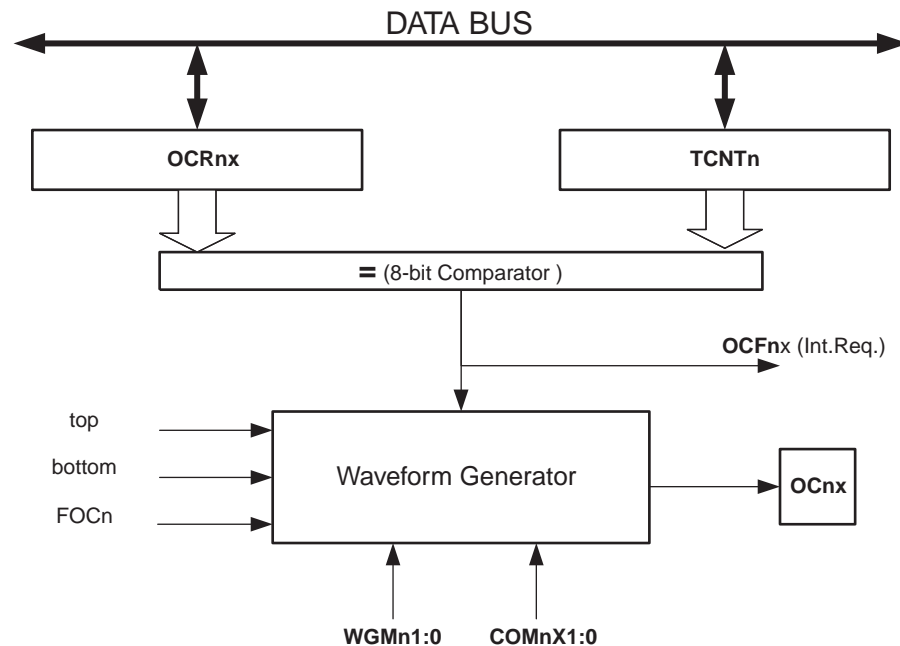 DATA BUS
OCRnx
TCNTn
= (8-bit Comparator )
OCFnx (Int.Req.)
top
bottom
FOCn
Waveform Generator
OCnx
WGMn1:0
COMnX1:0